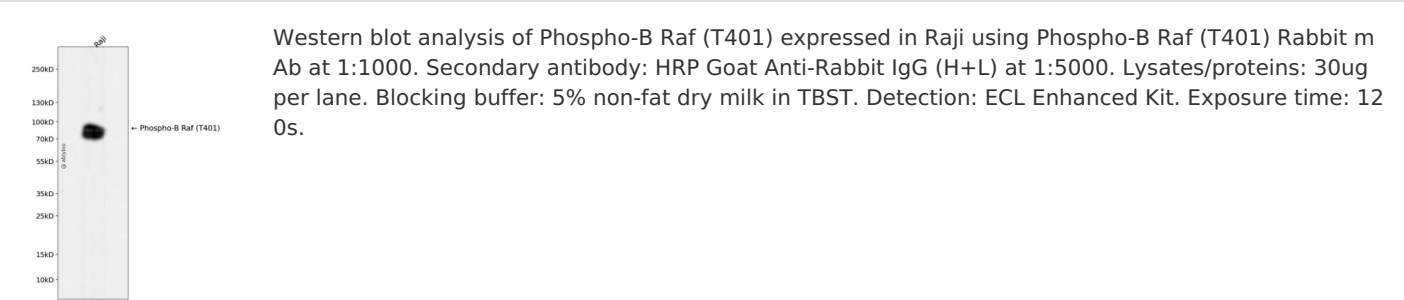 Raji
250kD
130kD
100kD
70kD
55kD
35kD
25kD
15kD
10kD
← Phospho-B Raf (T401)
@ abybio
Western blot analysis of Phospho-B Raf (T401) expressed in Raji using Phospho-B Raf (T401) Rabbit m
Ab at 1:1000. Secondary antibody: HRP Goat Anti-Rabbit IgG (H+L) at 1:5000. Lysates/proteins: 30ug
per lane. Blocking buffer: 5% non-fat dry milk in TBST. Detection: ECL Enhanced Kit. Exposure time: 12
0s.